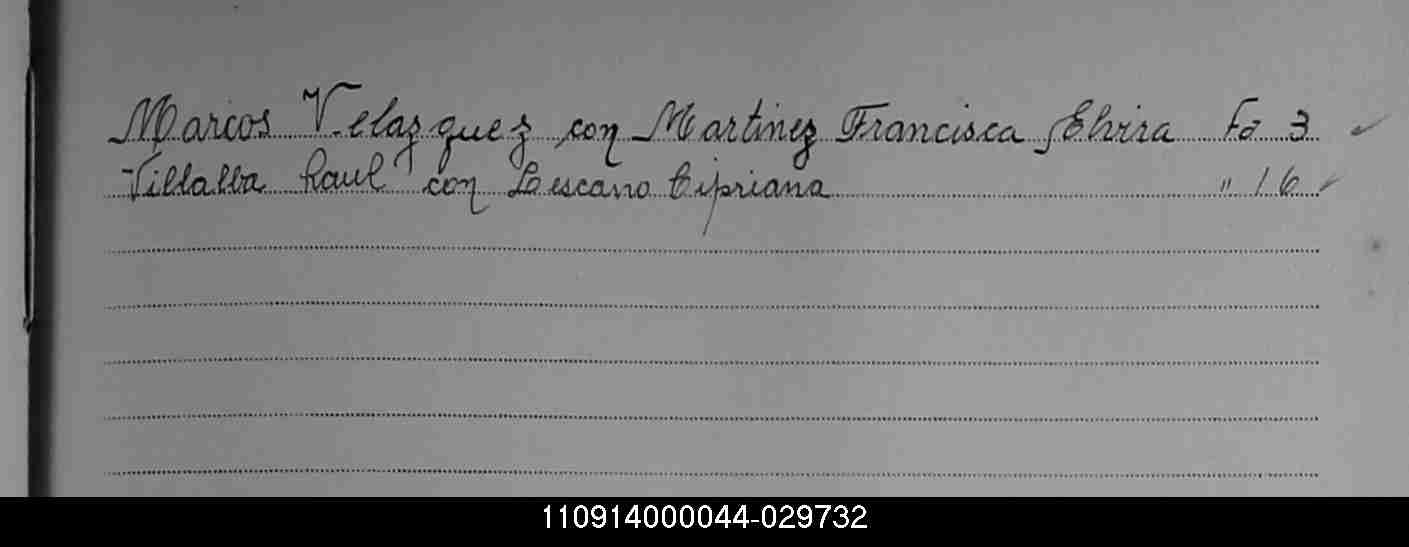 Marcos Velazquez con Martinez Francisca Elvira Fo 3
Villalba Raul con Lescano Cipriana " 16
110914000044-029732